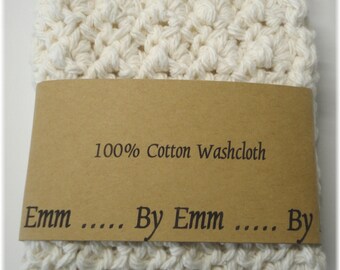 100% Cotton Washcloth
Emm ..... By Emm ..... By